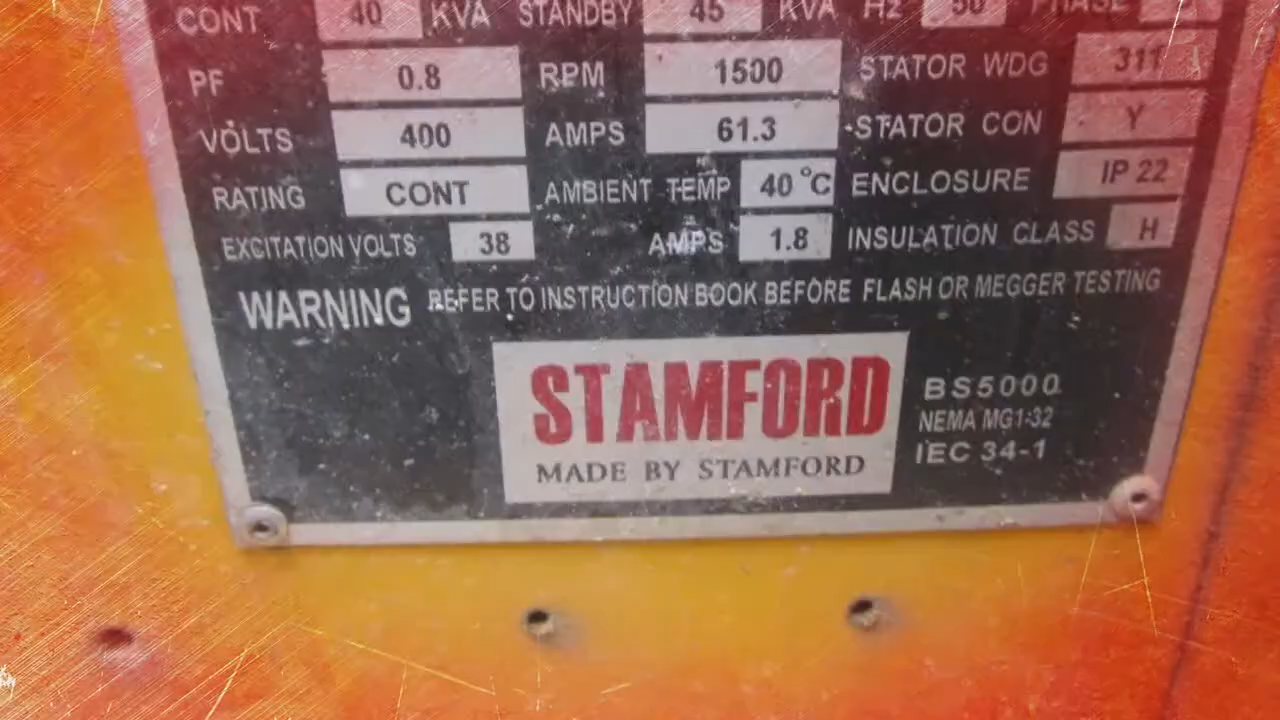 CONT 40 KVA STANDBY 45 KVA Hz 50 PHASE
PF 0.8 RPM 1500 STATOR WDG 311
VOLTS 400 AMPS 61.3 STATOR CON Y
RATING CONT AMBIENT TEMP 40 °C ENCLOSURE IP 22
EXCITATION VOLTS 38 AMPS 1.8 INSULATION CLASS H
WARNING REFER TO INSTRUCTION BOOK BEFORE FLASH OR MEGGER TESTING
STAMFORD
MADE BY STAMFORD
BS5000
NEMA MG1-32
IEC 34-1